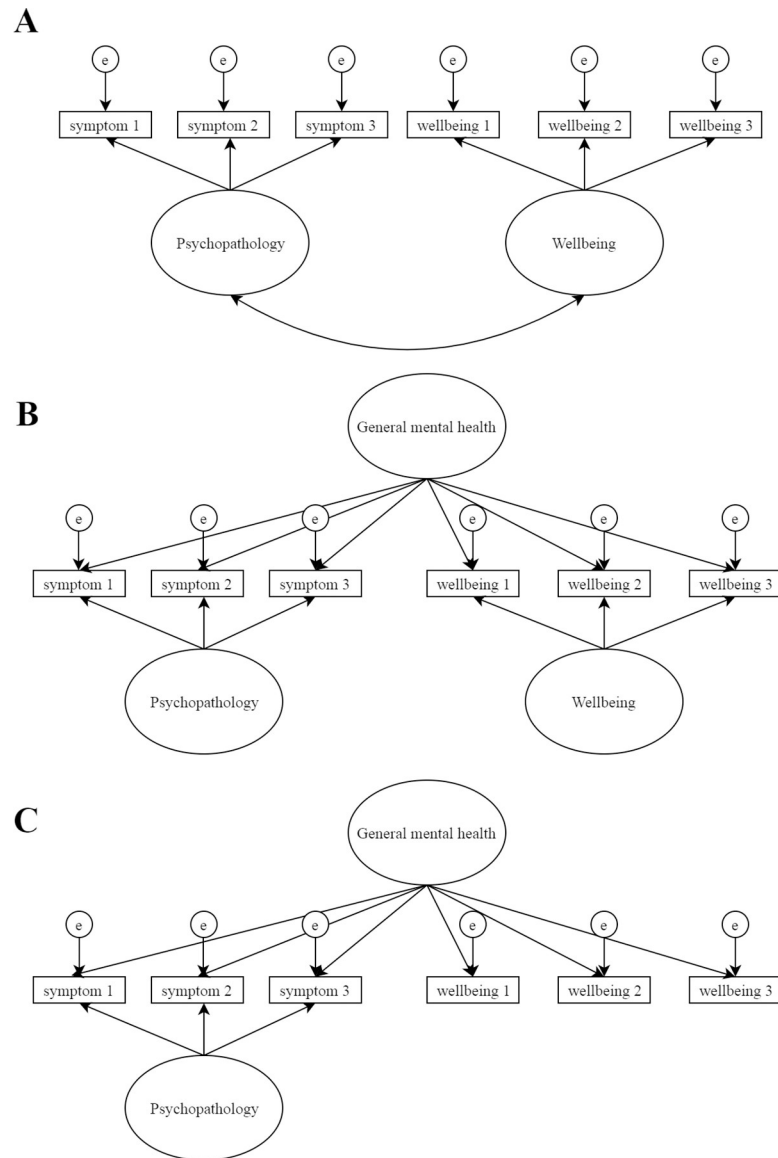 A
e e e e e e
symptom 1 symptom 2 symptom 3 wellbeing 1 wellbeing 2 wellbeing 3
Psychopathology Wellbeing
B
General mental health
e e e e e e
symptom 1 symptom 2 symptom 3 wellbeing 1 wellbeing 2 wellbeing 3
Psychopathology Wellbeing
C
General mental health
e e e e e e
symptom 1 symptom 2 symptom 3 wellbeing 1 wellbeing 2 wellbeing 3
Psychopathology